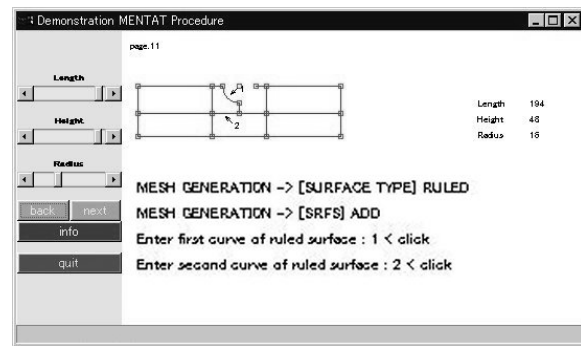 Demonstration MENTAT Procedure
page.11
Length
Height
Radius
back next
info
quit
1
2
Length 194
Height 48
Radius 16
MESH GENERATION -> [SURFACE TYPE] RULED
MESH GENERATION -> [SRFS] ADD
Enter first curve of ruled surface : 1 < click
Enter second curve of ruled surface : 2 < click